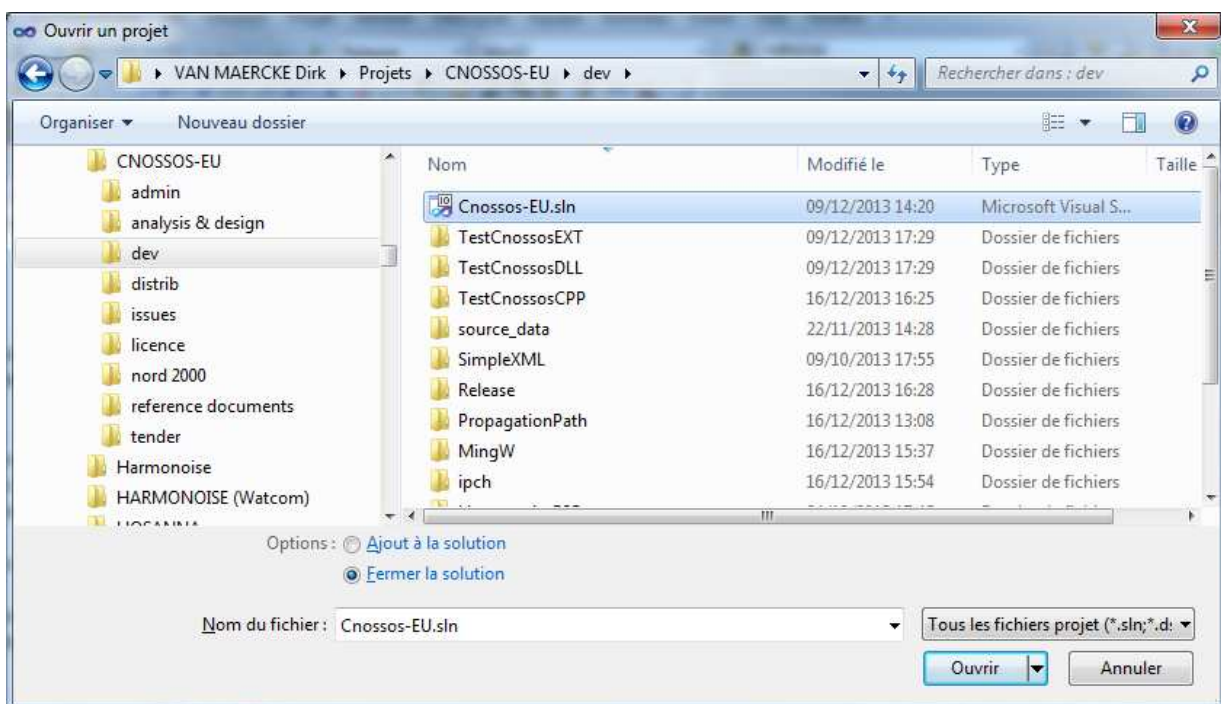 Ouvrir un projet
VAN MAERCKE Dirk Projets CNOSSOS-EU dev
Rechercher dans : dev
Organiser Nouveau dossier
CNOSSOS-EU
admin
analysis & design
dev
distrib
issues
licence
nord 2000
reference documents
tender
Harmonoise
HARMONOISE (Watcom)
Nom Modifié le Type Taille
Cnossos-EU.sln 09/12/2013 14:20 Microsoft Visual S...
TestCnossosEXT 09/12/2013 17:29 Dossier de fichiers
TestCnossosDLL 09/12/2013 17:29 Dossier de fichiers
TestCnossosCPP 16/12/2013 16:25 Dossier de fichiers
source_data 22/11/2013 14:28 Dossier de fichiers
SimpleXML 09/10/2013 17:55 Dossier de fichiers
Release 16/12/2013 16:28 Dossier de fichiers
PropagationPath 16/12/2013 13:08 Dossier de fichiers
MingW 16/12/2013 15:37 Dossier de fichiers
ipch 16/12/2013 15:54 Dossier de fichiers
Options : Ajout à la solution
Fermer la solution
Nom du fichier : Cnossos-EU.sln
Tous les fichiers projet (*.sln;*.d
Ouvrir Annuler